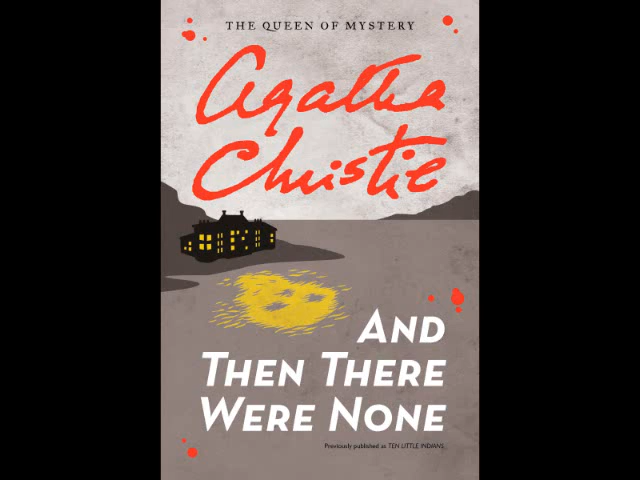 THE QUEEN OF MYSTERY
Agatha
Christie
AND
THEN THERE
WERE NONE
Previously published as TEN LITTLE INDIANS.